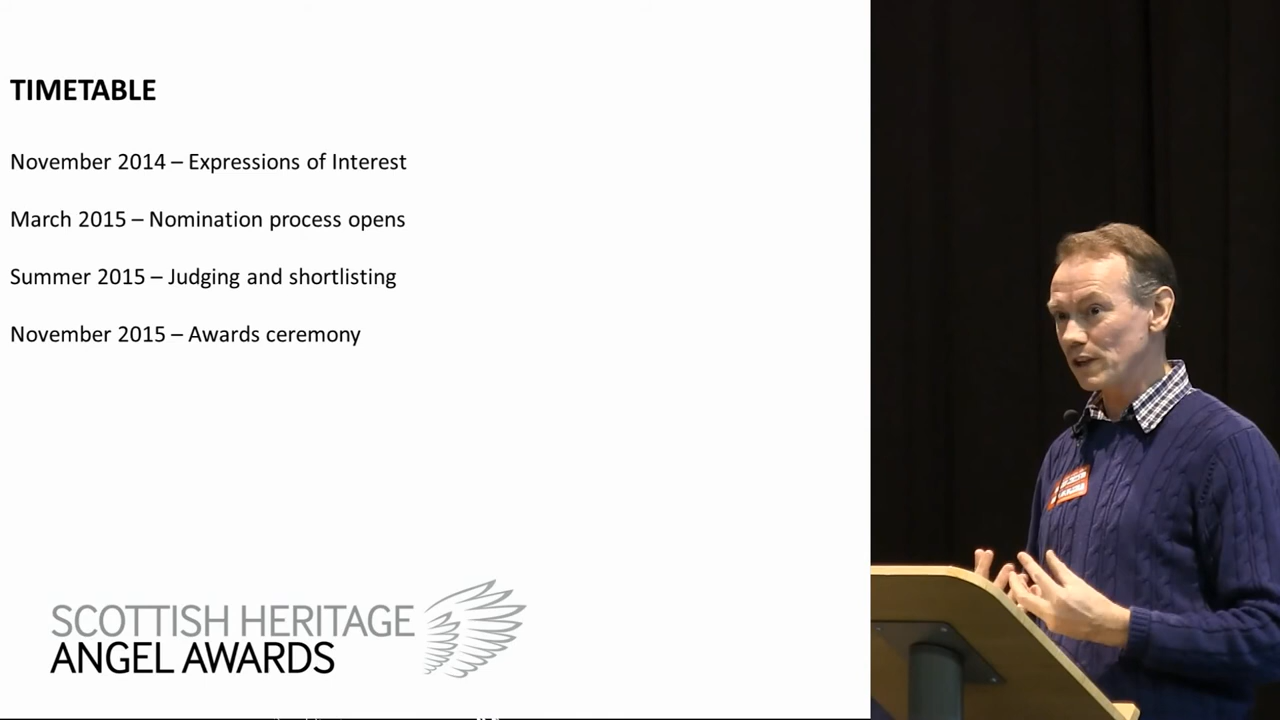 TIMETABLE
November 2014 – Expressions of Interest
March 2015 – Nomination process opens
Summer 2015 – Judging and shortlisting
November 2015 – Awards ceremony
SCOTTISH HERITAGE
ANGEL AWARDS